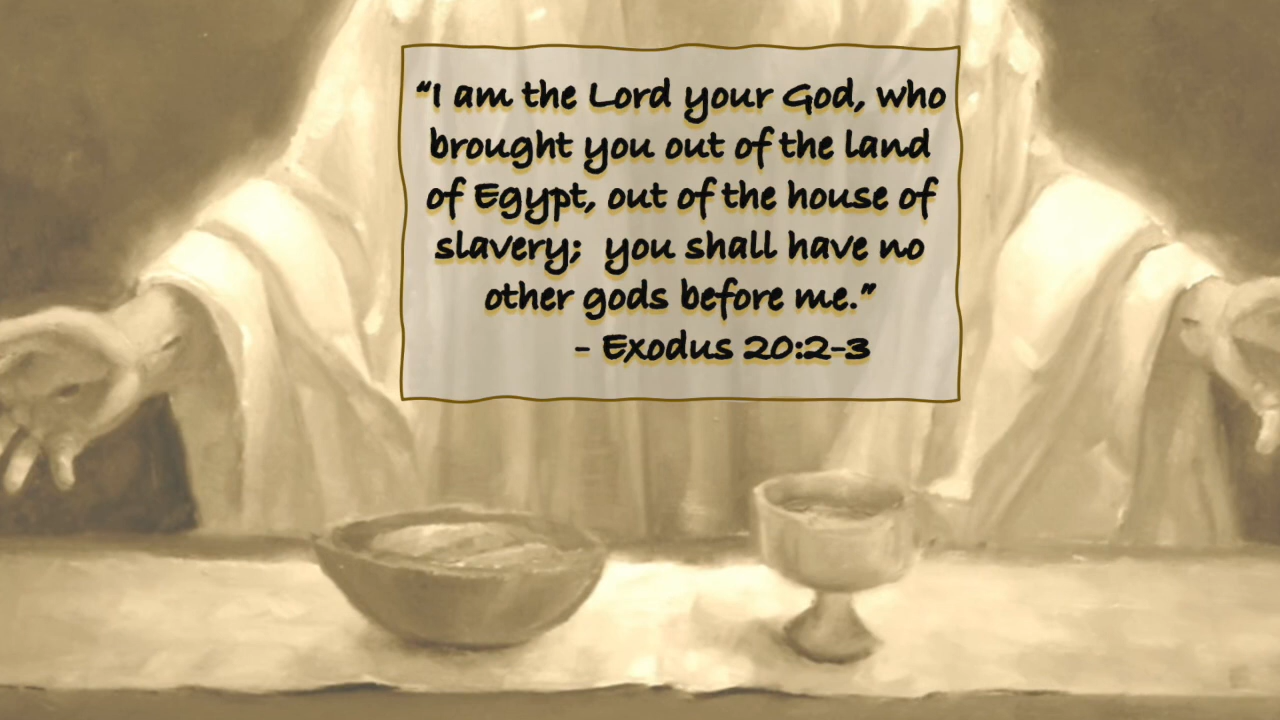 “I am the Lord your God, who
brought you out of the land
of Egypt, out of the house of
slavery;  you shall have no
other gods before me.”
- Exodus 20:2-3